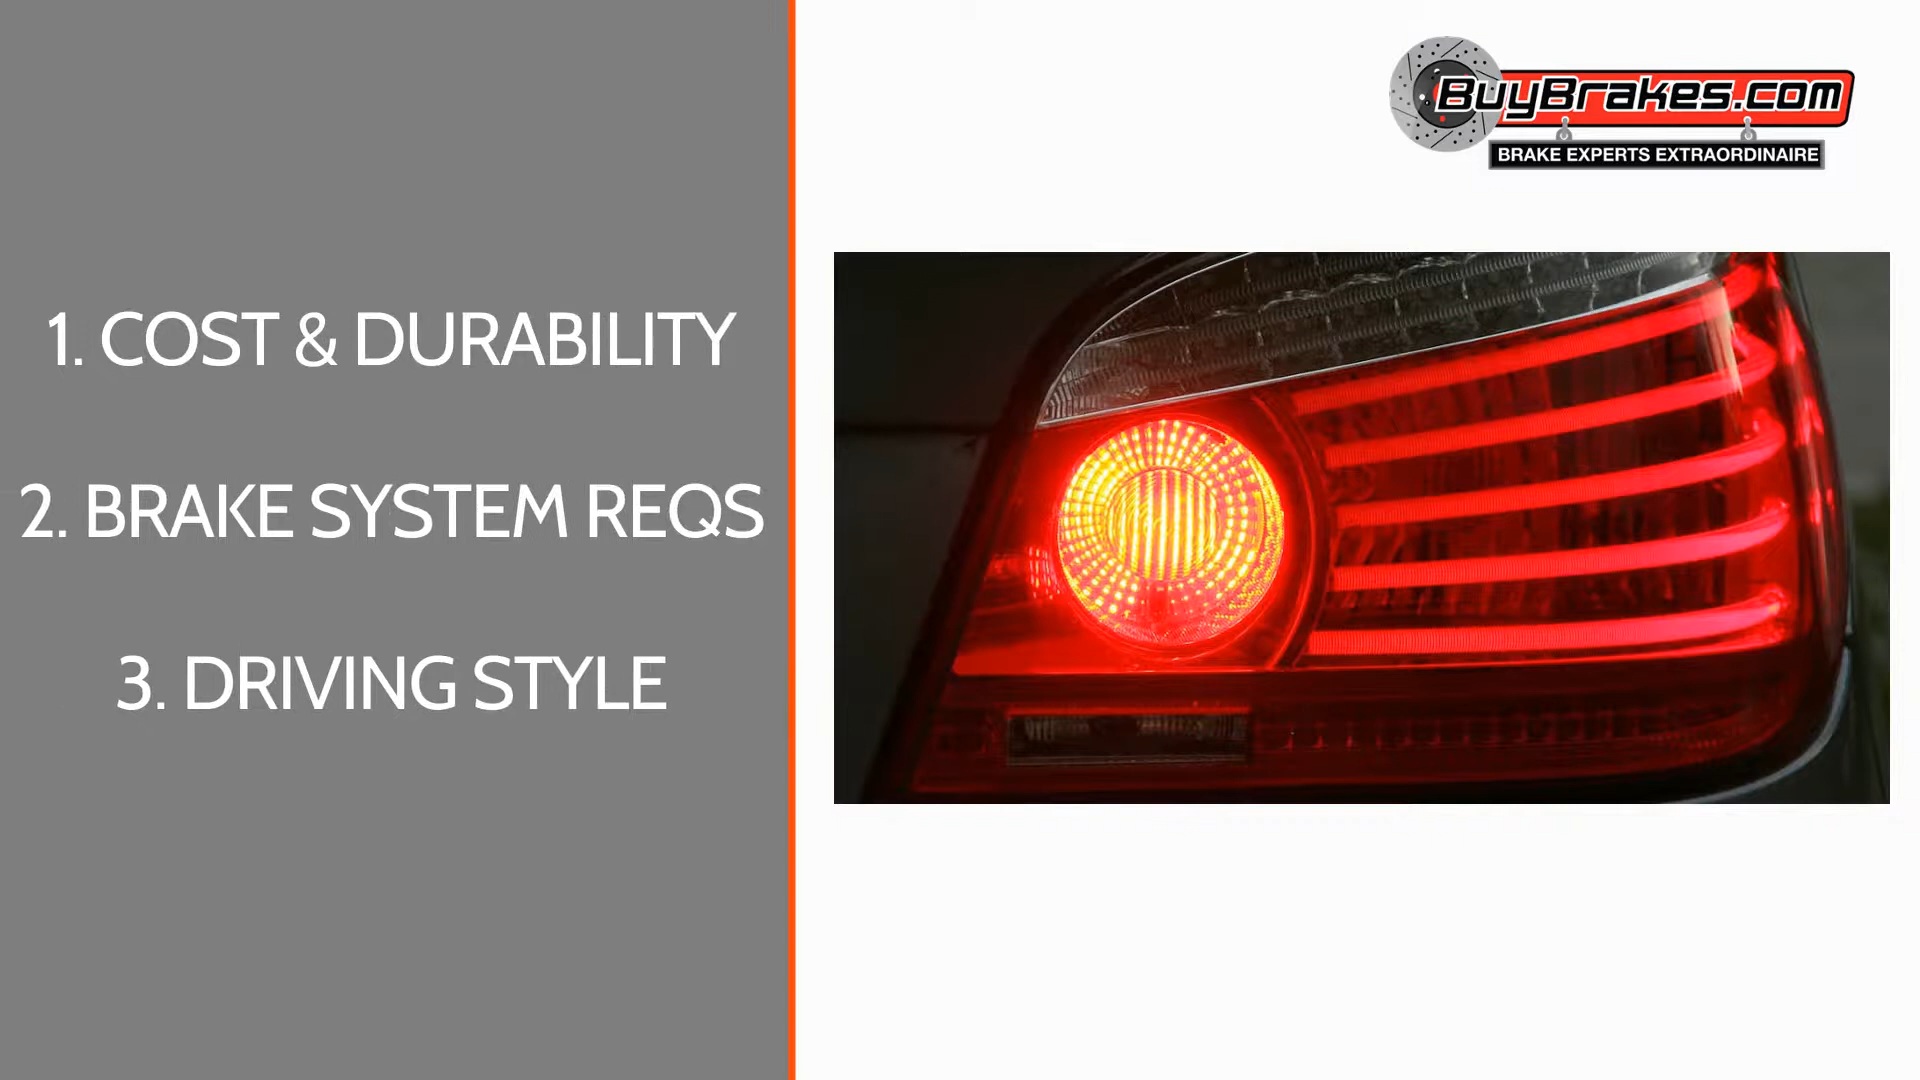 1. COST & DURABILITY
2. BRAKE SYSTEM REQS
3. DRIVING STYLE
BuyBrakes.com
BRAKE EXPERTS EXTRAORDINAIRE